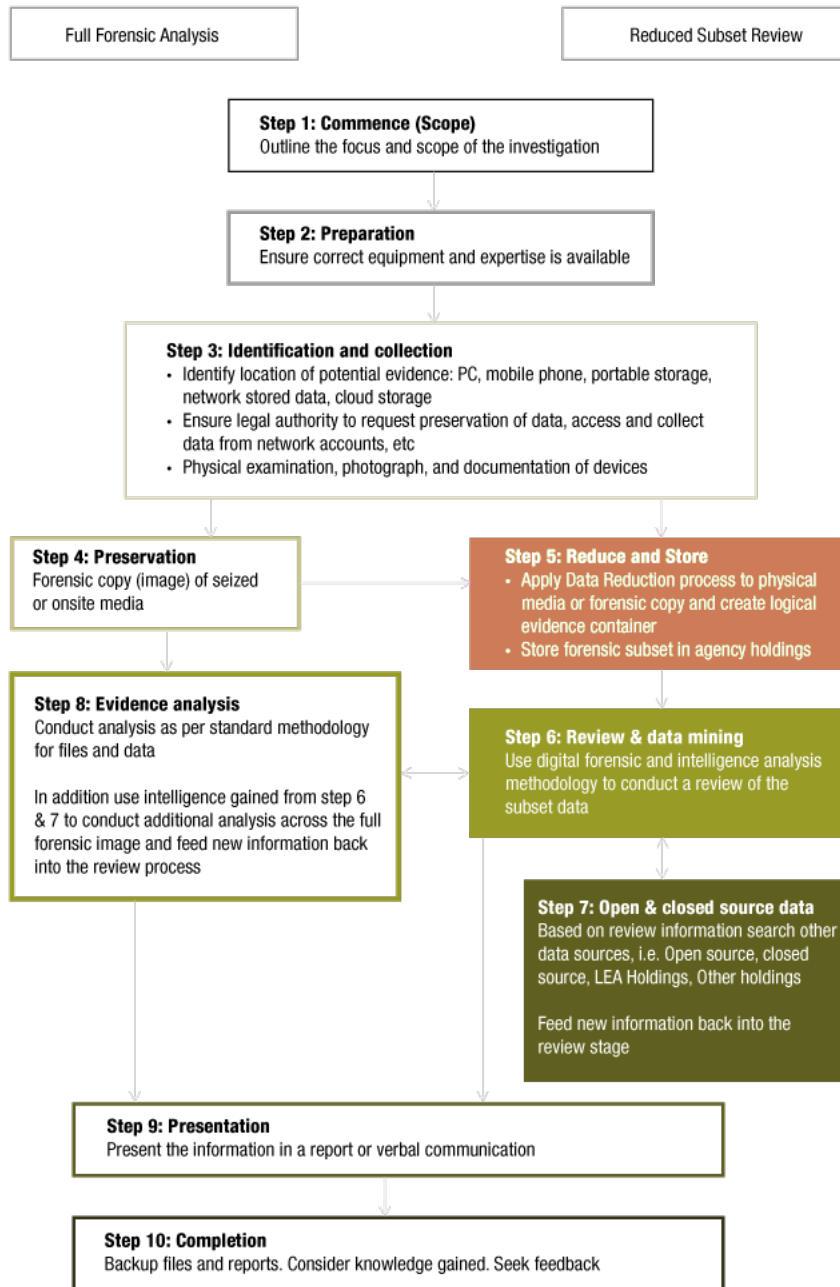 Full Forensic Analysis
Reduced Subset Review
Step 1: Commence (Scope)
Outline the focus and scope of the investigation
Step 2: Preparation
Ensure correct equipment and expertise is available
Step 3: Identification and collection
• Identify location of potential evidence: PC, mobile phone, portable storage,
network stored data, cloud storage
• Ensure legal authority to request preservation of data, access and collect
data from network accounts, etc
• Physical examination, photograph, and documentation of devices
Step 4: Preservation
Forensic copy (image) of seized
or onsite media
Step 5: Reduce and Store
• Apply Data Reduction process to physical
media or forensic copy and create logical
evidence container
• Store forensic subset in agency holdings
Step 8: Evidence analysis
Conduct analysis as per standard methodology
for files and data
In addition use intelligence gained from step 6
& 7 to conduct additional analysis across the full
forensic image and feed new information back
into the review process
Step 6: Review & data mining
Use digital forensic and intelligence analysis
methodology to conduct a review of the
subset data
Step 7: Open & closed source data
Based on review information search other
data sources, i.e. Open source, closed
source, LEA Holdings, Other holdings
Feed new information back into the
review stage
Step 9: Presentation
Present the information in a report or verbal communication
Step 10: Completion
Backup files and reports. Consider knowledge gained. Seek feedback